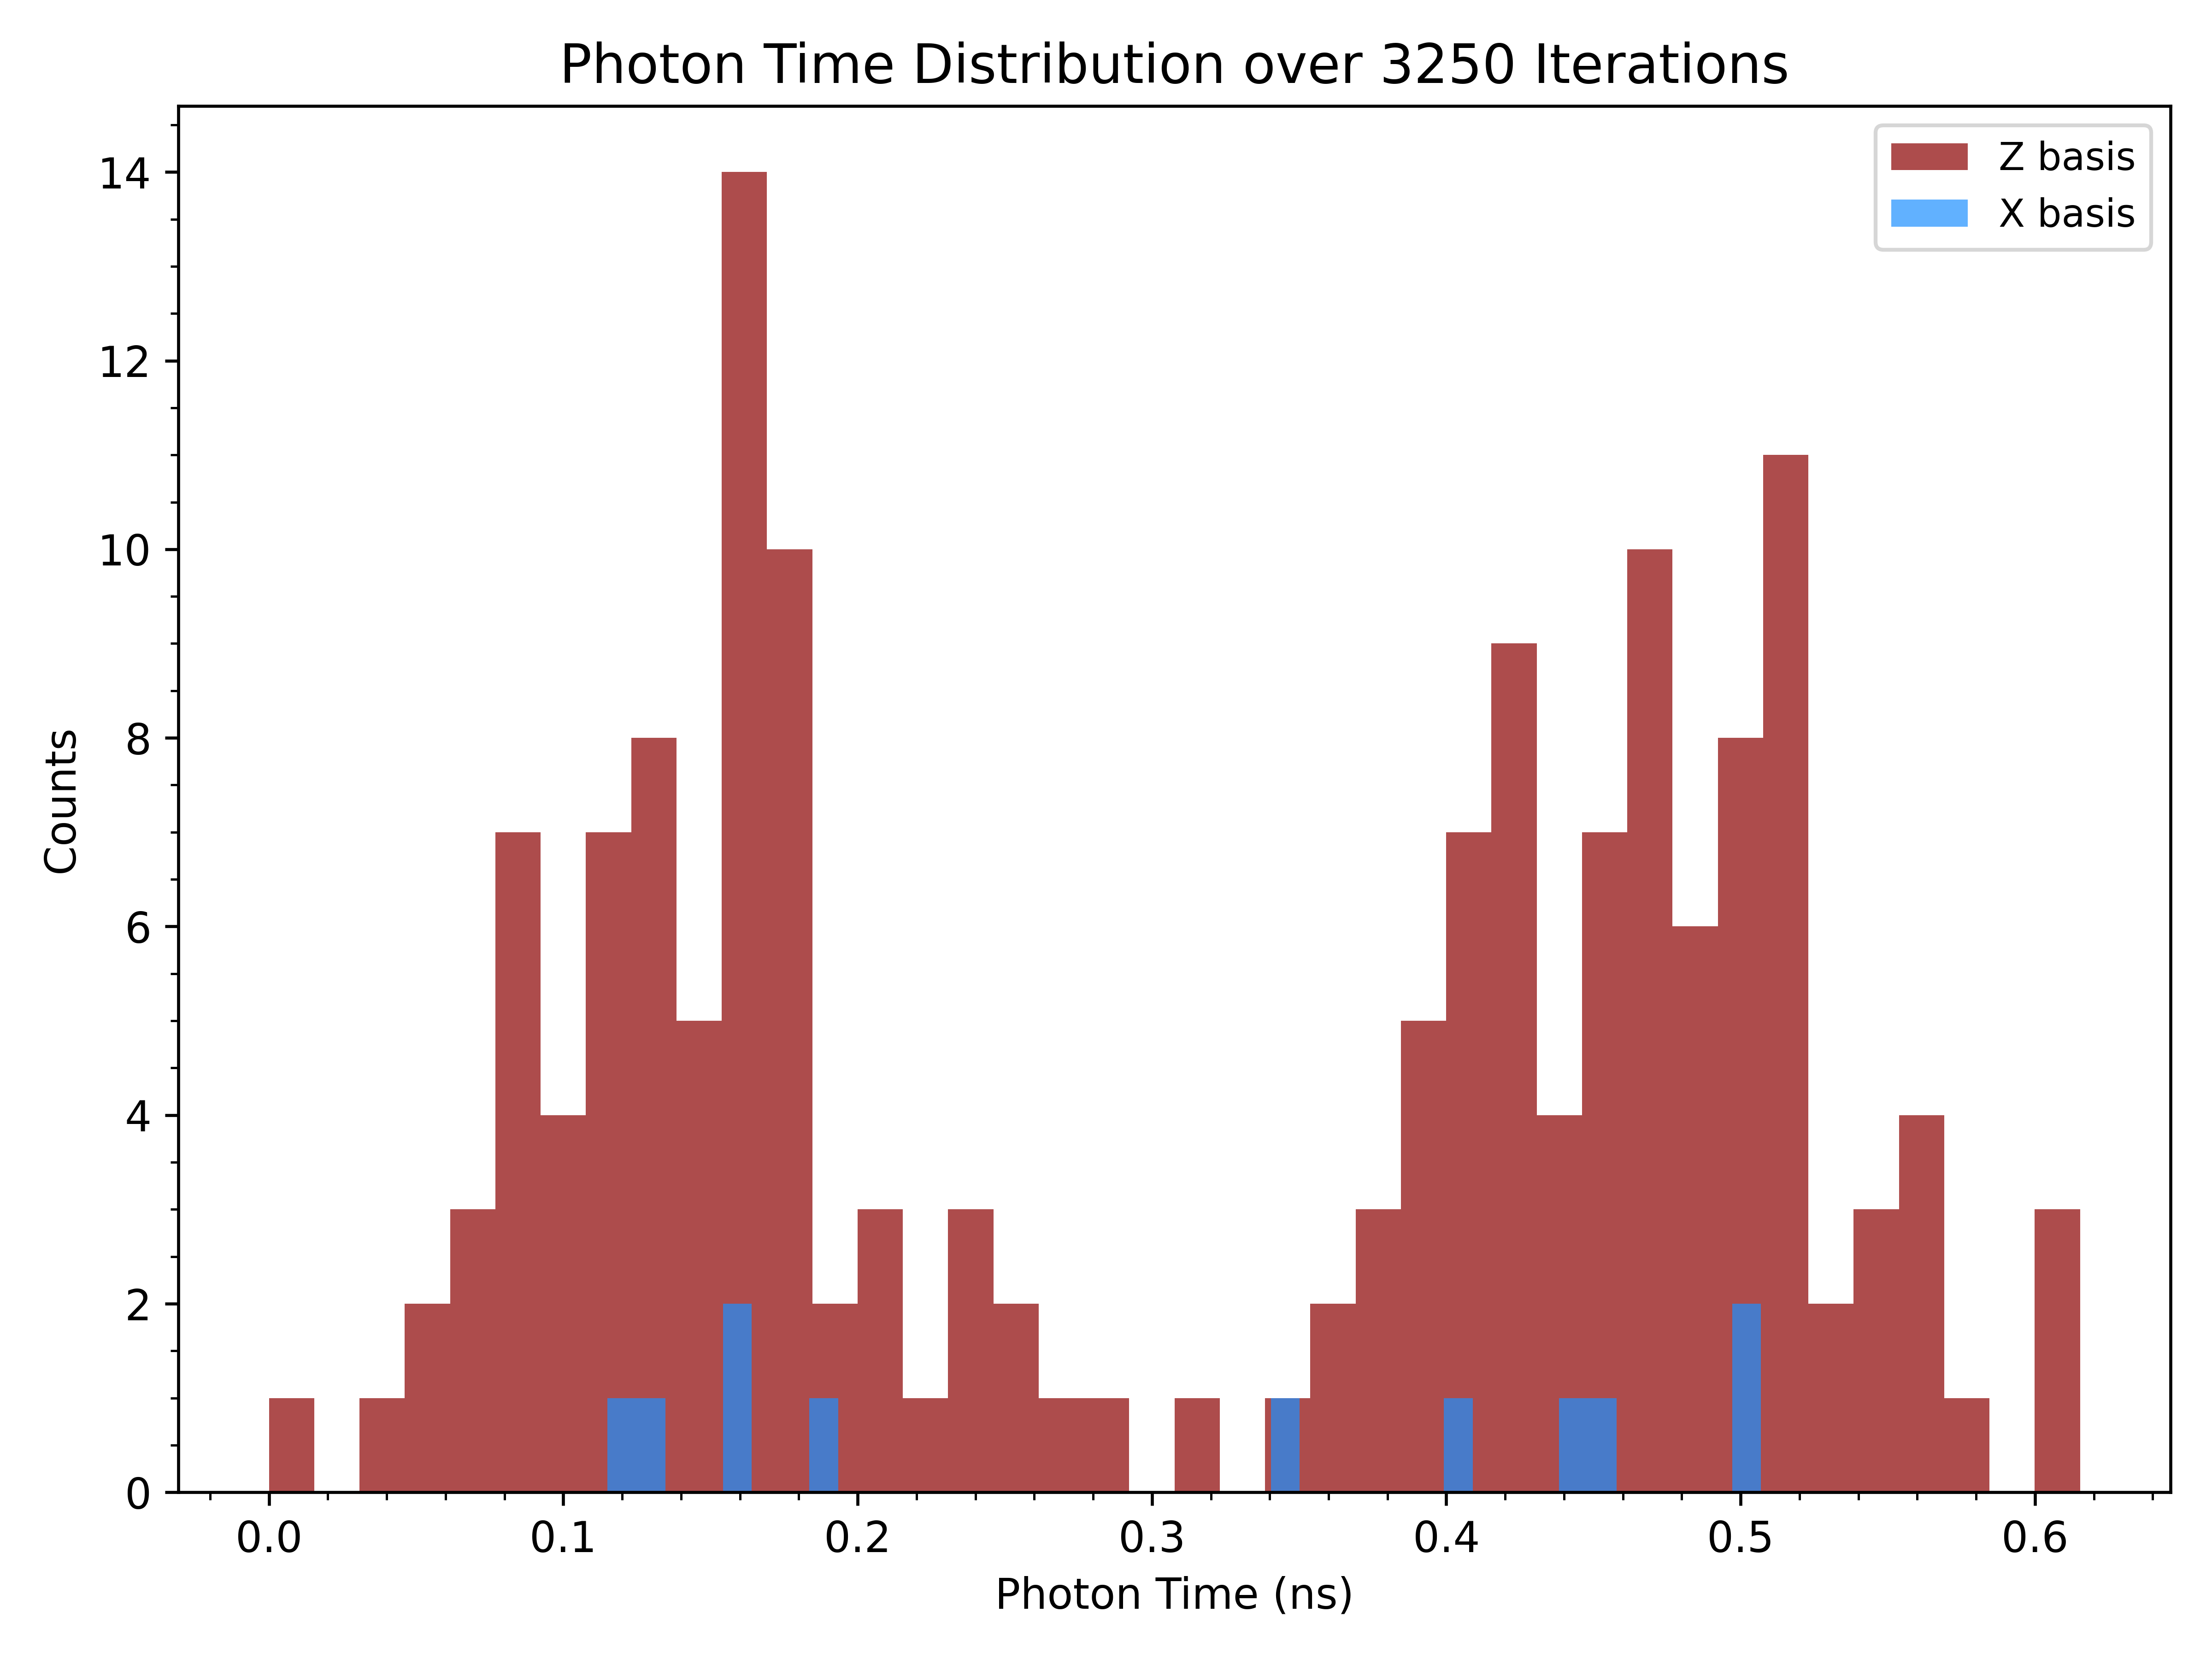 Photon Time Distribution over 3250 Iterations
Z basis
X basis
14
12
10
8
6
4
2
0
Counts
0.0 0.1 0.2 0.3 0.4 0.5 0.6
Photon Time (ns)